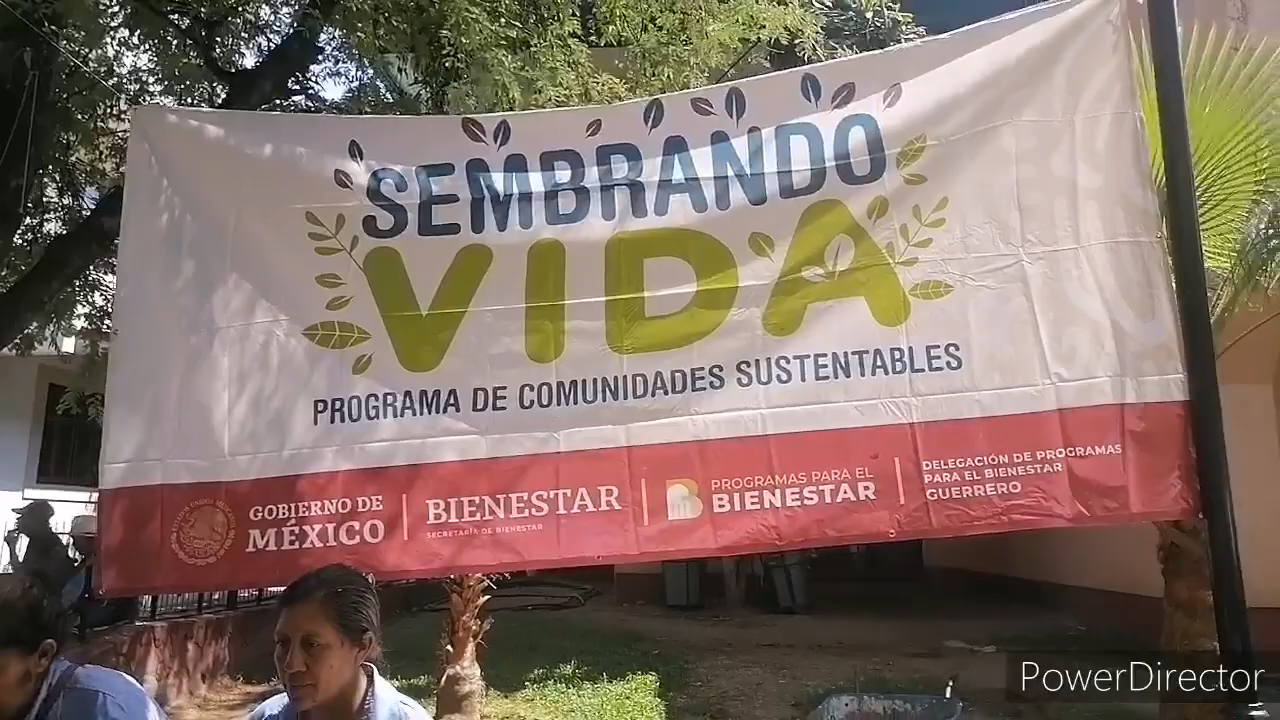 SEMBRANDO
VIDA
PROGRAMA DE COMUNIDADES SUSTENTABLES
GOBIERNO DE
MÉXICO
BIENESTAR
SECRETARÍA DE BIENESTAR
PROGRAMAS PARA EL
BIENESTAR
DELEGACIÓN DE PROGRAMAS
PARA EL BIENESTAR
GUERRERO
PowerDirector